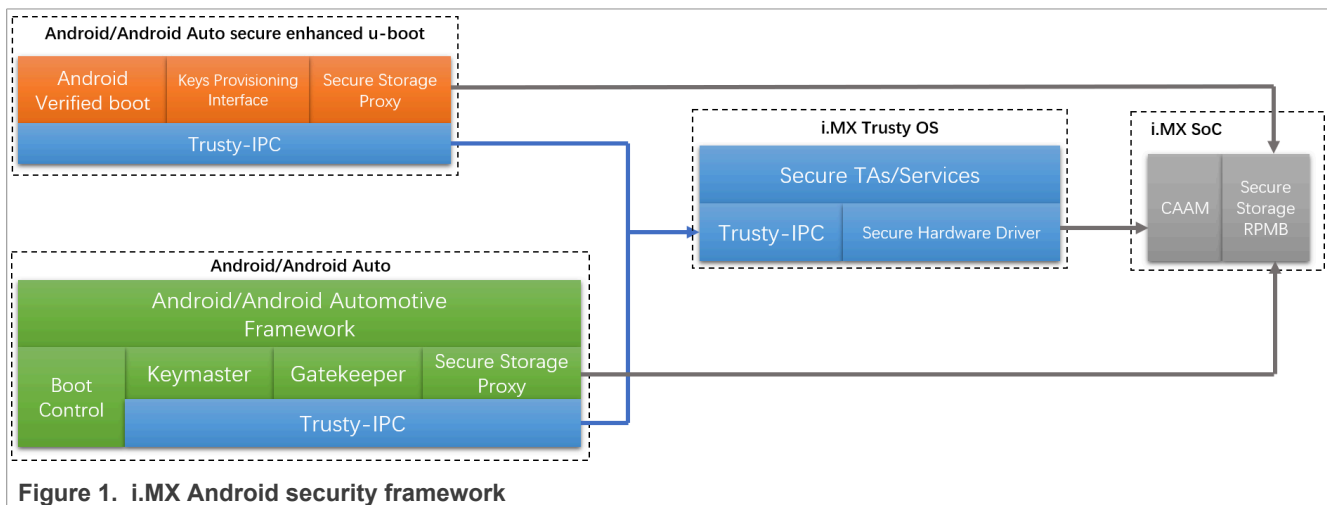 Android/Android Auto secure enhanced u-boot
Android
Verified boot
Keys Provisioning
Interface
Secure Storage
Proxy
Trusty-IPC
i.MX Trusty OS
Secure TAs/Services
Trusty-IPC
Secure Hardware Driver
i.MX SoC
CAAM
Secure
Storage
RPMB
Android/Android Auto
Android/Android Automotive
Framework
Boot
Control
Keymaster
Gatekeeper
Secure Storage
Proxy
Trusty-IPC
Figure 1. i.MX Android security framework